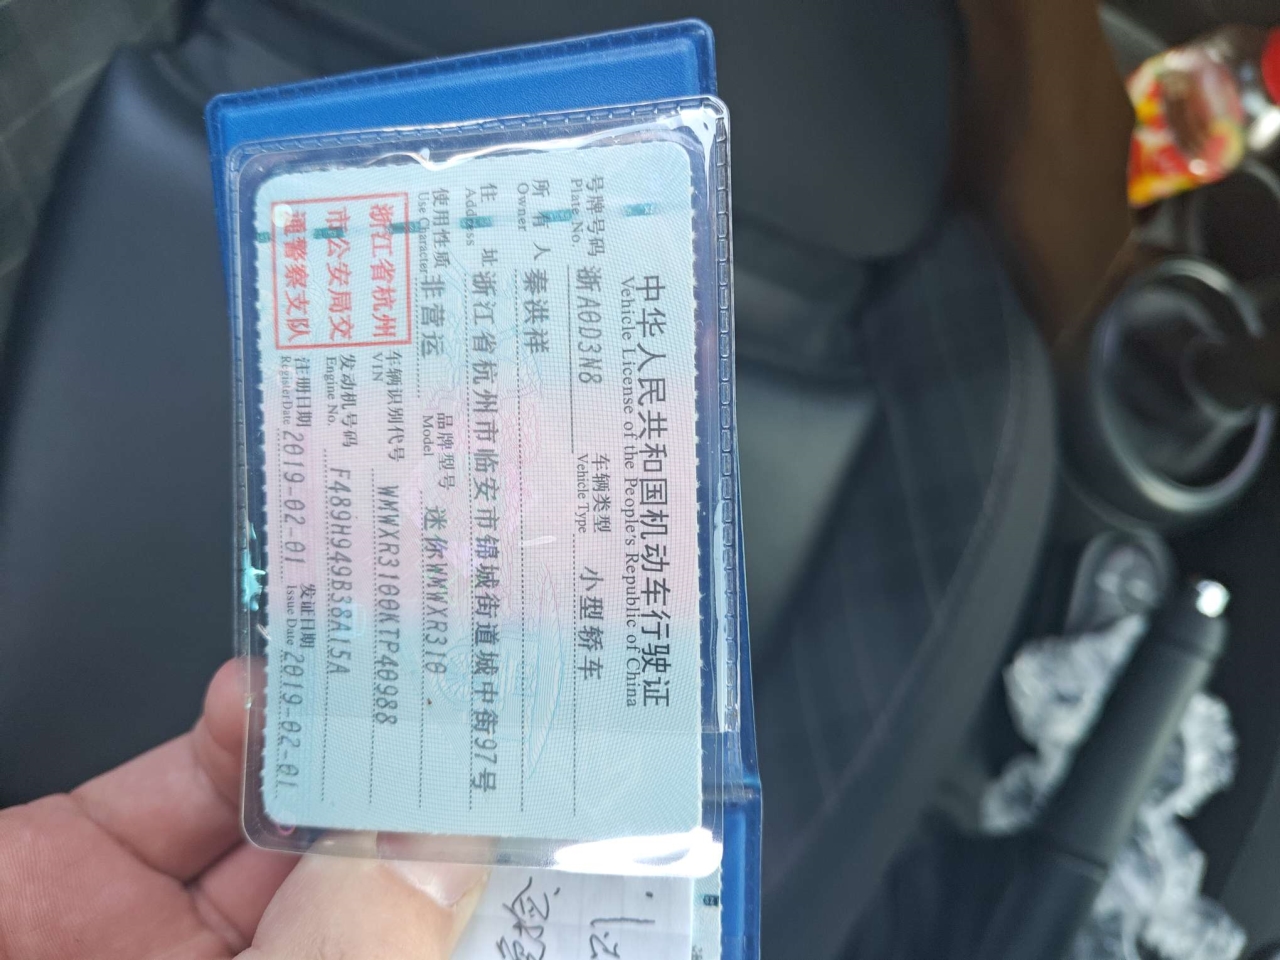 中华人民共和国机动车行驶证
Vehicle License of the People's Republic of China
号牌号码 浙A0D3N8 车辆类型 小型轿车
Plate No. Vehicle Type
所有人 秦洪祥
Owner
住址 浙江省杭州市临安市锦城街道城中街97号
Address
使用性质 非营运 品牌型号 迷你WMWXR310
Use Character Model
浙江省杭州
市公安局交
通警察支队
车辆识别代号 WMWXR3100KTP40988
VIN
发动机号码 F489H949B38A15A
Engine No.
注册日期 2019-02-01 发证日期 2019-02-01
Register Date Issue Date